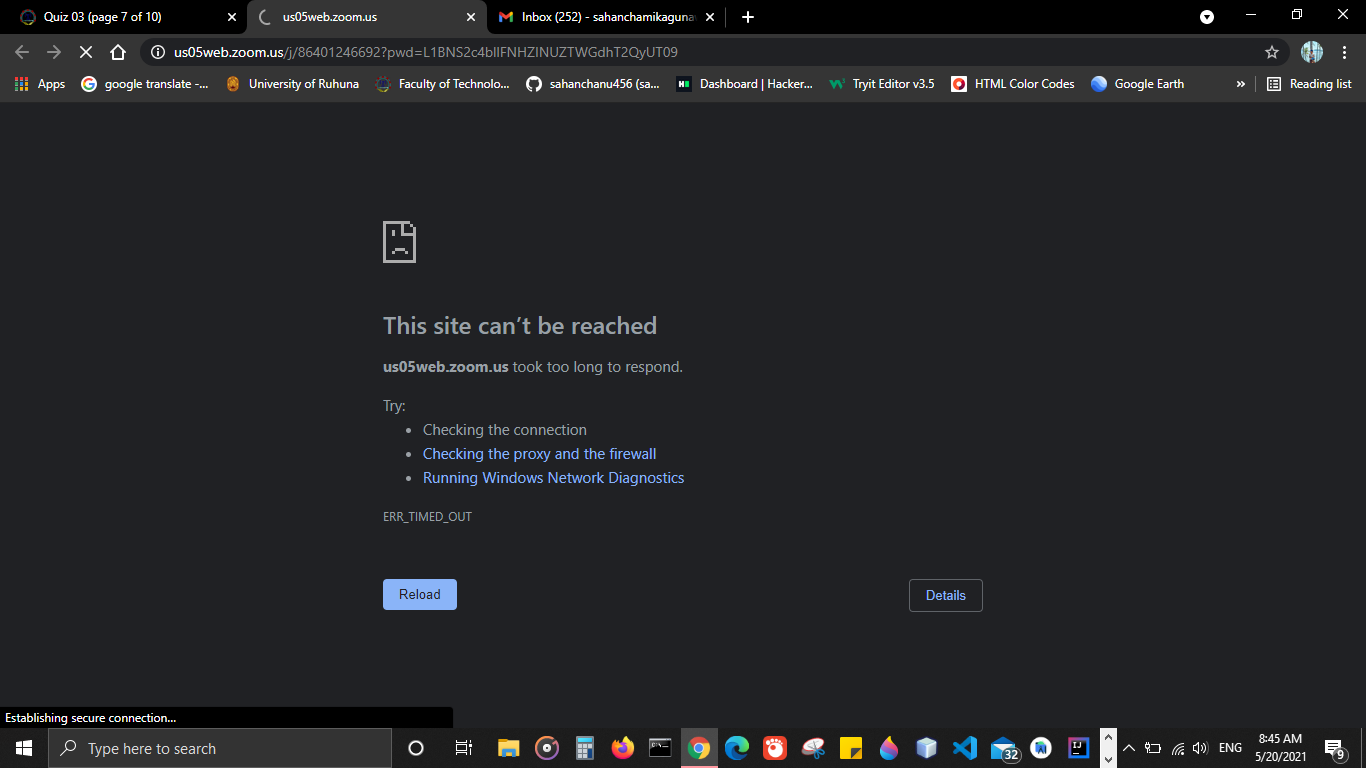 Quiz 03 (page 7 of 10)
us05web.zoom.us
Inbox (252) - sahanchamikaguna
us05web.zoom.us/j/86401246692?pwd=L1BNS2c4bllFNHZINUZTWGdhT2QyUT09
Apps
google translate -...
University of Ruhuna
Faculty of Technolo...
sahanchanu456 (sa...
Dashboard | Hacker...
Tryit Editor v3.5
HTML Color Codes
Google Earth
»
Reading list
This site can’t be reached
us05web.zoom.us took too long to respond.
Try:
• Checking the connection
• Checking the proxy and the firewall
• Running Windows Network Diagnostics
ERR_TIMED_OUT
Reload
Details
Establishing secure connection...
Type here to search
32
ENG
8:45 AM
5/20/2021
9